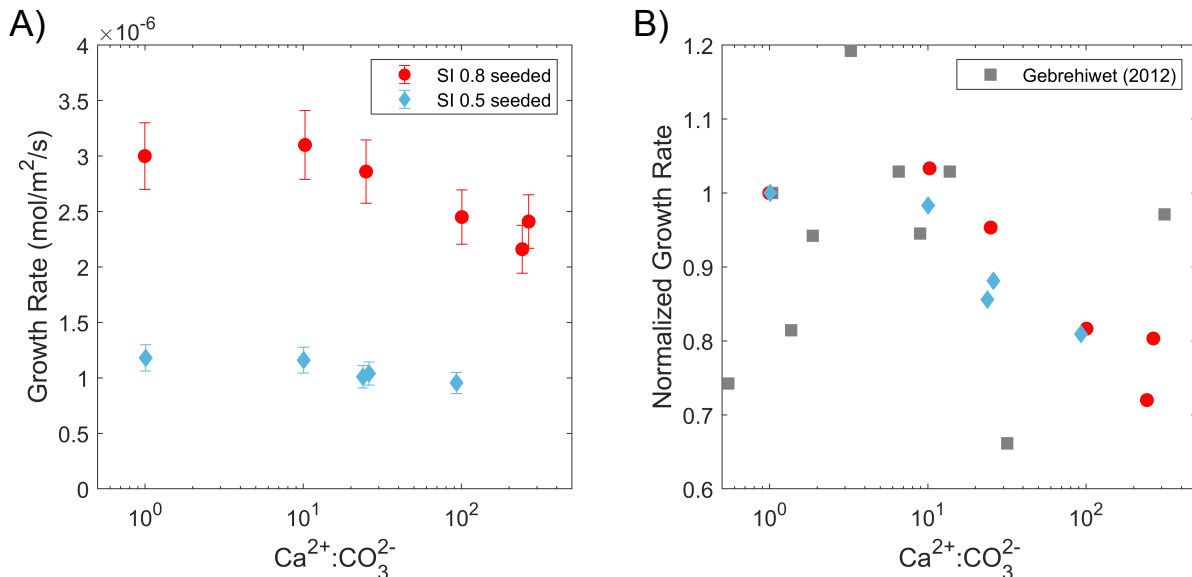 A)
×10⁻⁶
4
3.5
3
2.5
2
1.5
1
0.5
0
Growth Rate (mol/m²/s)
SI 0.8 seeded
SI 0.5 seeded
10⁰ 10¹ 10²
Ca²⁺:CO₃²⁻
B)
1.2
1.1
1
0.9
0.8
0.7
0.6
Normalized Growth Rate
Gebrehiwet (2012)
10⁰ 10¹ 10²
Ca²⁺:CO₃²⁻